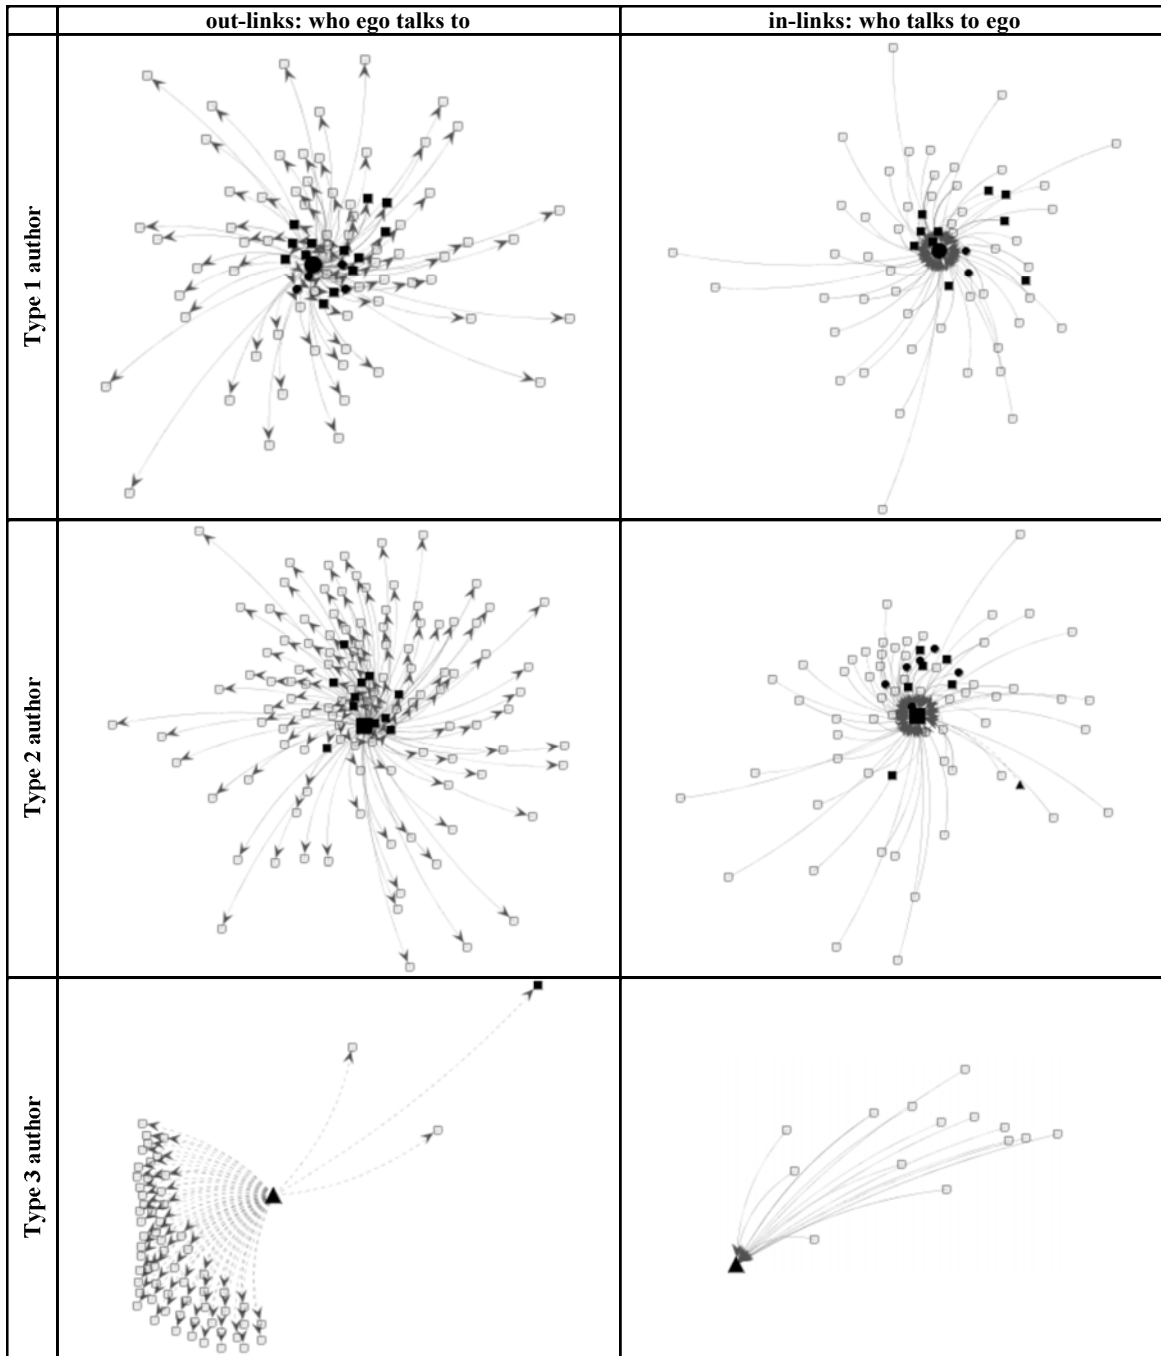 out-links: who ego talks to
in-links: who talks to ego
Type 1 author
Type 2 author
Type 3 author